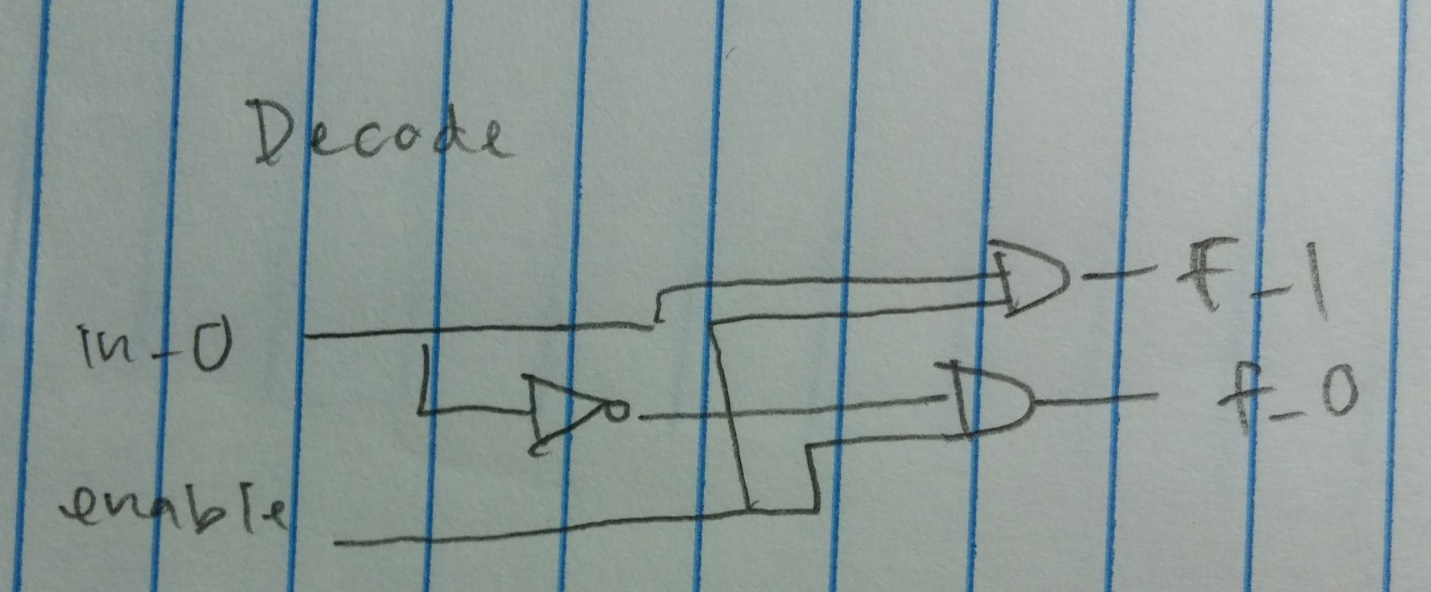 Decode
in_0
f_1
f_0
enable